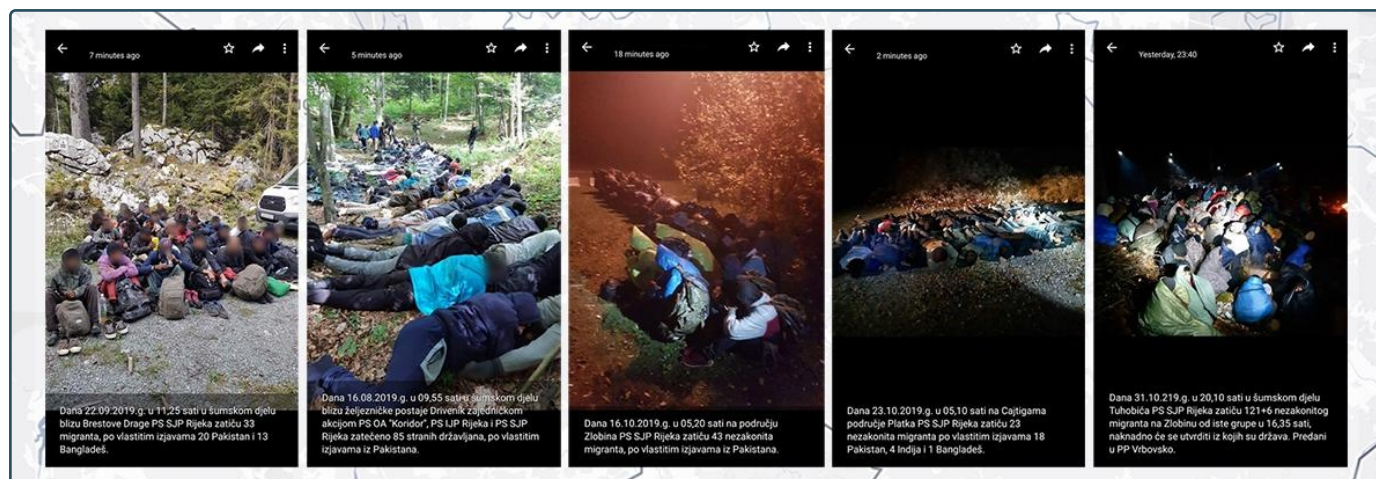 7 minutes ago
Dana 22.09.2019.g. u 11,25 sati u šumskom djelu
blizu Brestove Drage PS SJP Rijeka zatiču 33
migranta, po vlastitim izjavama 20 Pakistan i 13
Bangladeš.
5 minutes ago
Dana 16.08.2019.g. u 09,55 sati u šumskom djelu
blizu željezničke postaje Drivenik zajedničkom
akcijom PS OA "Koridor", PS IJP Rijeka i PS SJP
Rijeka zatečeno 85 stranih državljana, po vlastitim
izjavama iz Pakistana.
18 minutes ago
Dana 16.10.2019.g. u 05,20 sati na području
Zlobina PS SJP Rijeka zatiču 43 nezakonita
migranta, po vlastitim izjavama iz Pakistana.
2 minutes ago
Dana 23.10.2019.g. u 05,10 sati na Cajtigama
područje Platka PS SJP Rijeka zatiču 23
nezakonita migranta po vlastitim izjavama 18
Pakistan, 4 Indija i 1 Bangladeš.
Yesterday, 23:40
Dana 31.10.219.g. u 20,10 sati u šumskom djelu
Tuhobića PS SJP Rijeka zatiču 121+6 nezakonitog
migranta na Zlobinu od iste grupe u 16,35 sati,
naknadno će se utvrditi iz kojih su država. Predani
u PP Vrbovsko.